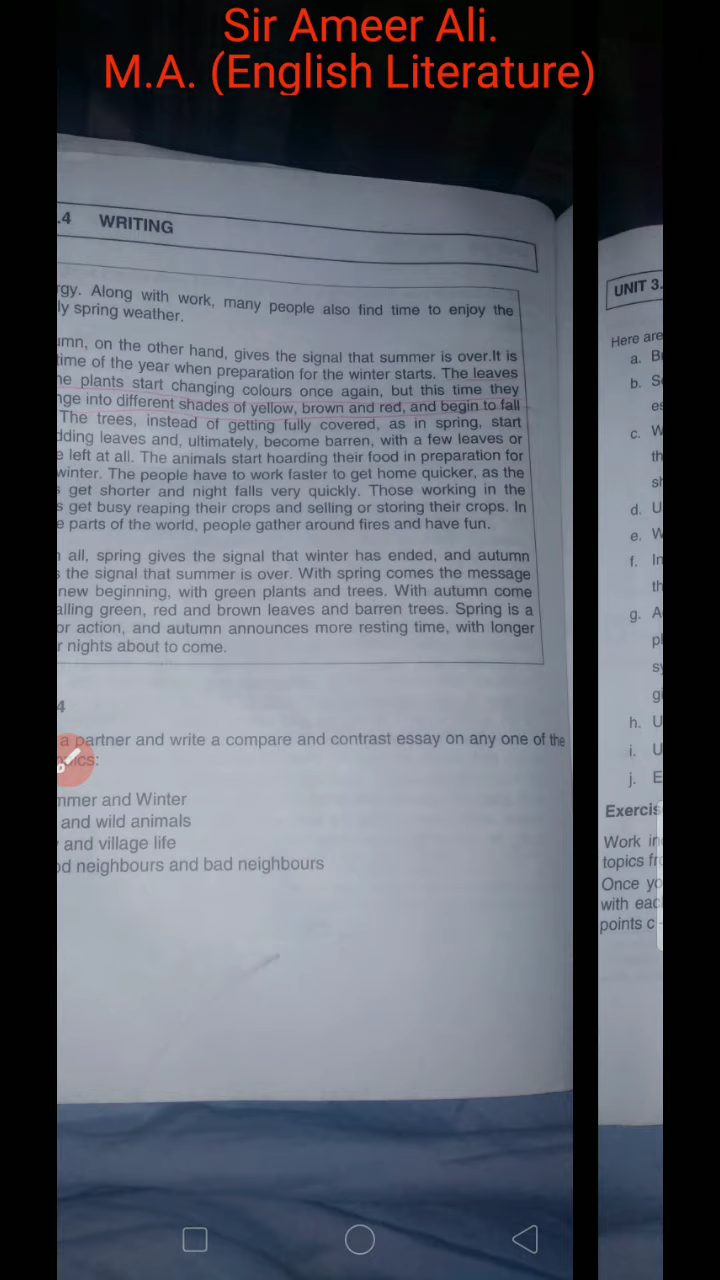 Sir Ameer Ali.
M.A. (English Literature)
.4 WRITING
rgy. Along with work, many people also find time to enjoy the
ly spring weather.
umn, on the other hand, gives the signal that summer is over.It is
time of the year when preparation for the winter starts. The leaves
he plants start changing colours once again, but this time they
nge into different shades of yellow, brown and red, and begin to fall
The trees, instead of getting fully covered, as in spring, start
dding leaves and, ultimately, become barren, with a few leaves or
e left at all. The animals start hoarding their food in preparation for
winter. The people have to work faster to get home quicker, as the
s get shorter and night falls very quickly. Those working in the
s get busy reaping their crops and selling or storing their crops. In
e parts of the world, people gather around fires and have fun.
all, spring gives the signal that winter has ended, and autumn
s the signal that summer is over. With spring comes the message
new beginning, with green plants and trees. With autumn come
alling green, red and brown leaves and barren trees. Spring is a
or action, and autumn announces more resting time, with longer
r nights about to come.
4
a partner and write a compare and contrast essay on any one of the
pics:
mmer and Winter
and wild animals
and village life
od neighbours and bad neighbours
UNIT 3.
Here are
a. B
b. S
es
c. W
th
sh
d. U
e. W
f. In
th
g. A
pl
sy
gi
h. U
i. U
j. E
Exercis
Work in
topics fr
Once yo
with eac
points c